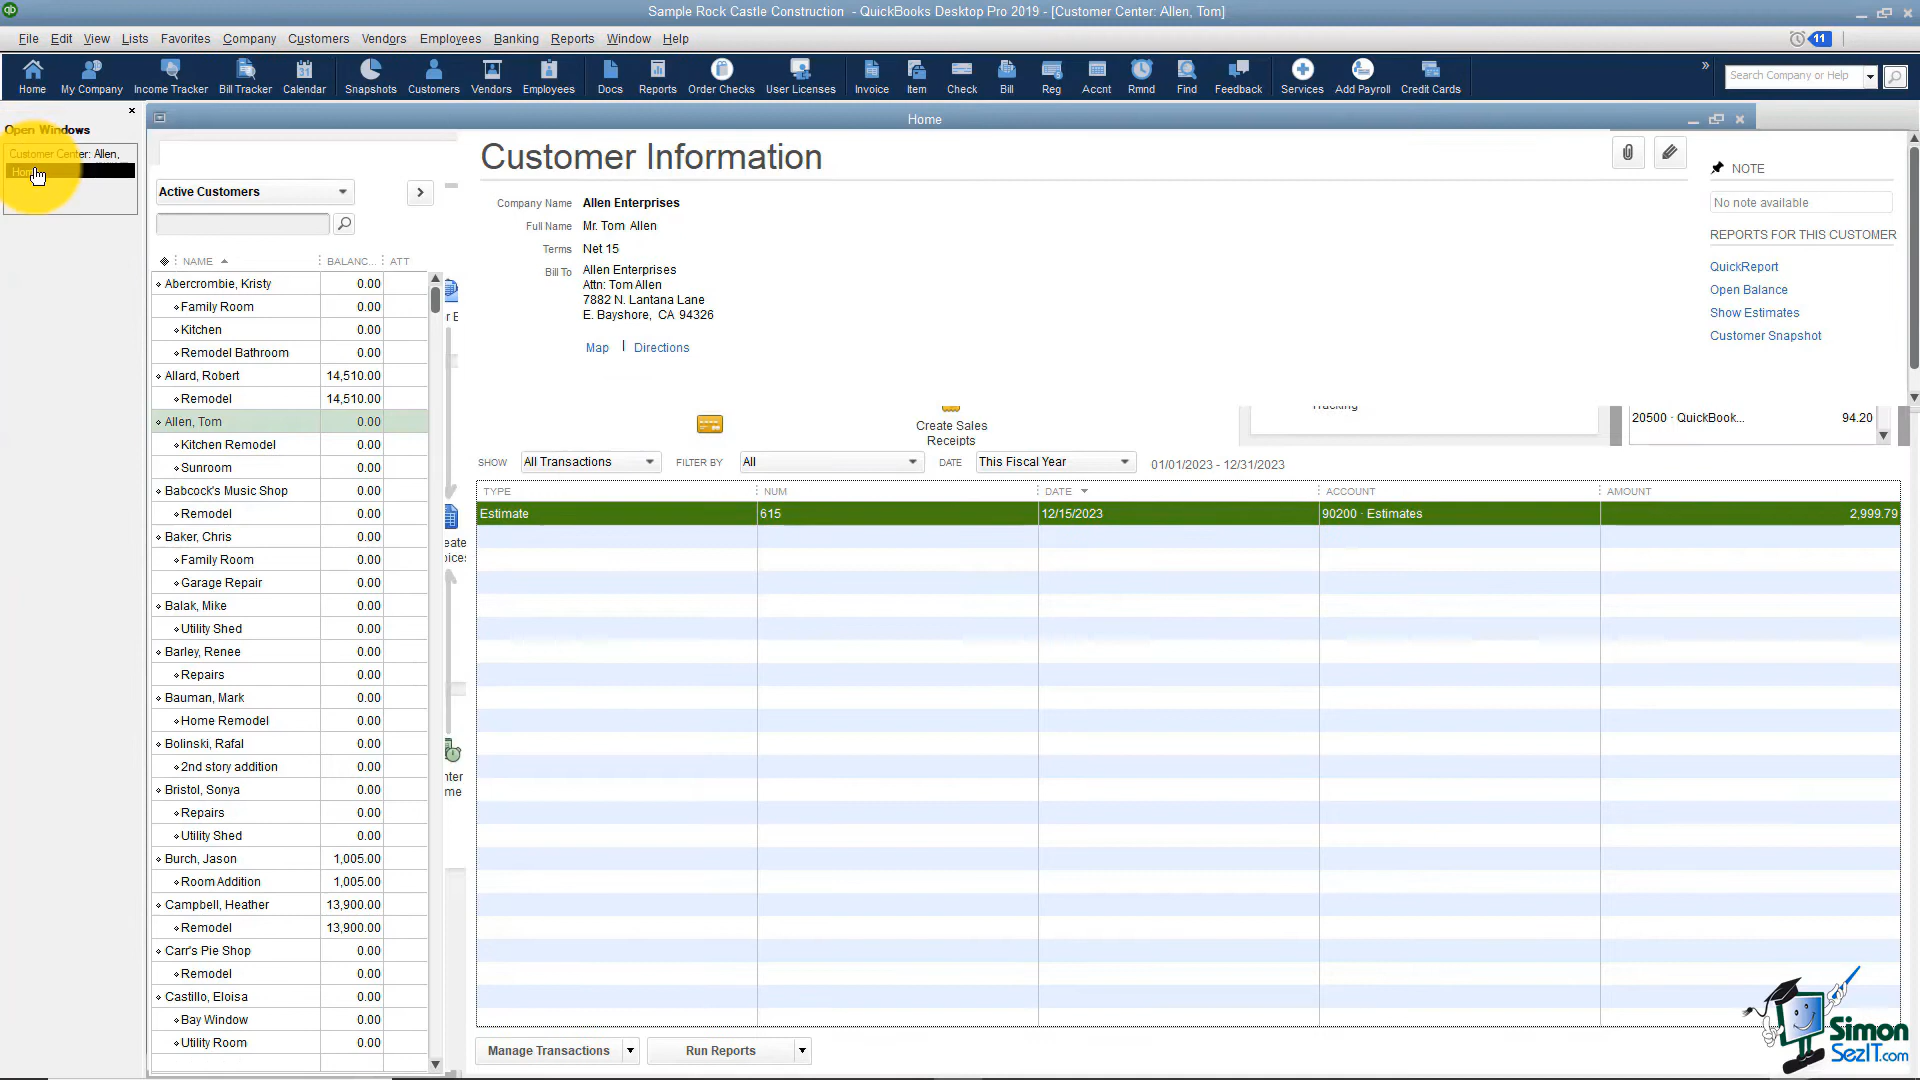 Sample Rock Castle Construction - QuickBooks Desktop Pro 2019 - [Customer Center: Allen, Tom]
File Edit View Lists Favorites Company Customers Vendors Employees Banking Reports Window Help
11
Home My Company Income Tracker Bill Tracker Calendar Snapshots Customers Vendors Employees Docs Reports Order Checks User Licenses Invoice Item Check Bill Reg Accnt Rmnd Find Feedback Services Add Payroll Credit Cards
Search Company or Help
Home
Open Windows
Customer Center: Allen,
Active Customers
NAME BALANC... ATT
Abercrombie, Kristy 0.00
Family Room 0.00
Kitchen 0.00
Remodel Bathroom 0.00
Allard, Robert 14,510.00
Remodel 14,510.00
Allen, Tom 0.00
Kitchen Remodel 0.00
Sunroom 0.00
Babcock's Music Shop 0.00
Remodel 0.00
Baker, Chris 0.00
Family Room 0.00
Garage Repair 0.00
Balak, Mike 0.00
Utility Shed 0.00
Barley, Renee 0.00
Repairs 0.00
Bauman, Mark 0.00
Home Remodel 0.00
Bolinski, Rafal 0.00
2nd story addition 0.00
Bristol, Sonya 0.00
Repairs 0.00
Utility Shed 0.00
Burch, Jason 1,005.00
Room Addition 1,005.00
Campbell, Heather 13,900.00
Remodel 13,900.00
Carr's Pie Shop 0.00
Remodel 0.00
Castillo, Eloisa 0.00
Bay Window 0.00
Utility Room 0.00
Customer Information
Company Name Allen Enterprises
Full Name Mr. Tom Allen
Terms Net 15
Bill To Allen Enterprises
Attn: Tom Allen
7882 N. Lantana Lane
E. Bayshore, CA 94326
Map | Directions
NOTE
No note available
REPORTS FOR THIS CUSTOMER
QuickReport
Open Balance
Show Estimates
Customer Snapshot
Create Sales
Receipts
20500 · QuickBook... 94.20
SHOW All Transactions FILTER BY All DATE This Fiscal Year 01/01/2023 - 12/31/2023
TYPE NUM DATE ACCOUNT AMOUNT
Estimate 615 12/15/2023 90200 · Estimates 2,999.79
Manage Transactions Run Reports
Simon
SezIT.com